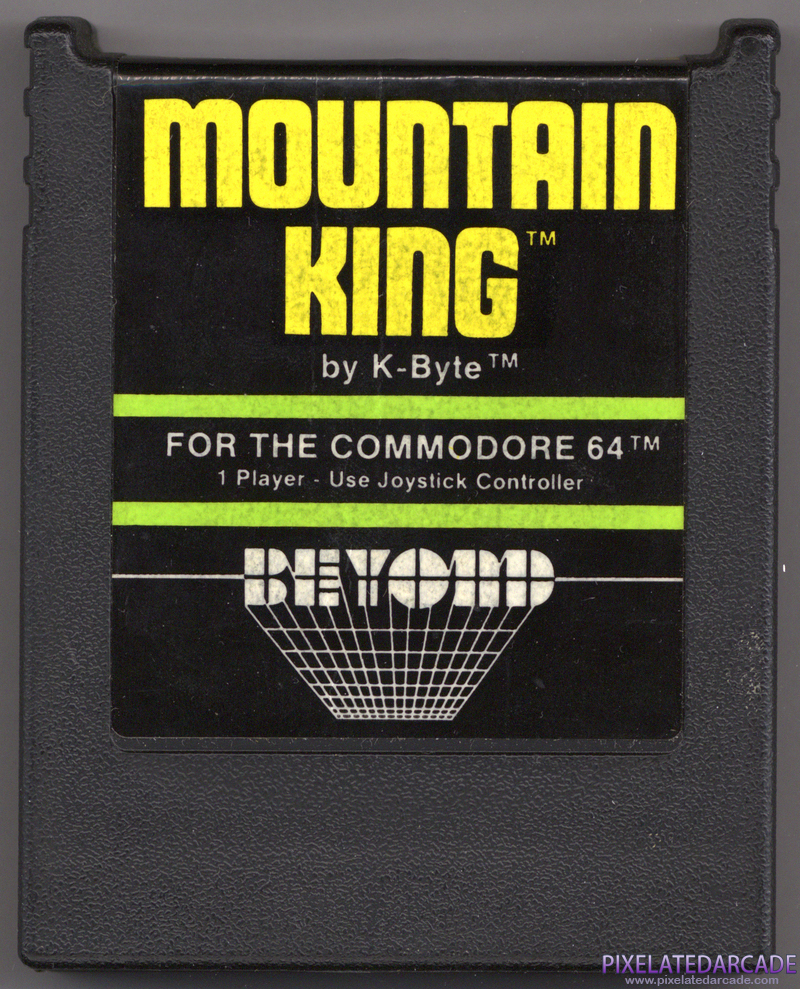 MOUNTAIN
KING™
by K-Byte™
FOR THE COMMODORE 64™
1 Player - Use Joystick Controller
BEYOND
PIXELATEDARCADE
www.pixelatedarcade.com